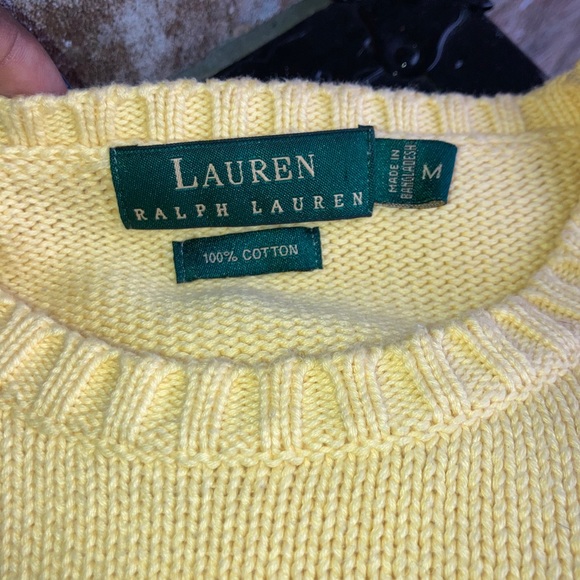 LAUREN
RALPH LAUREN
100% COTTON
MADE IN
BANGLADESH
M